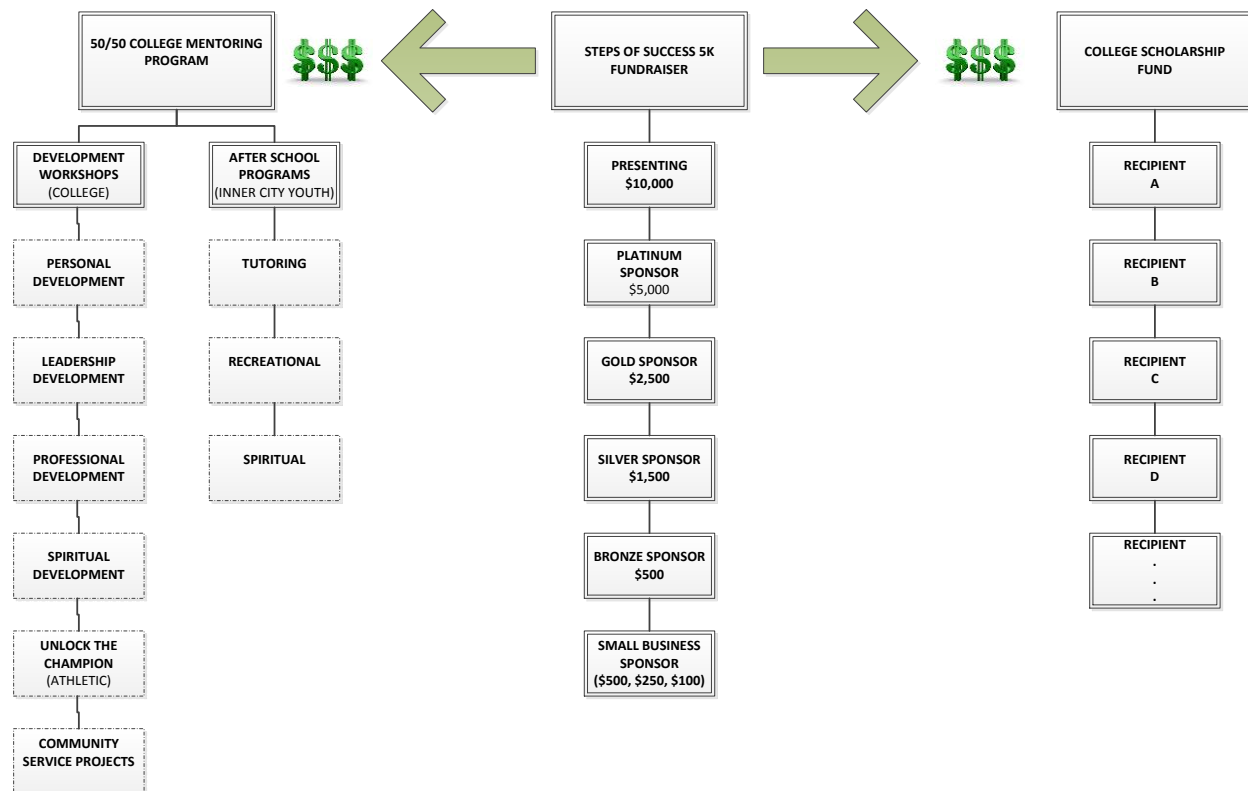 50/50 COLLEGE MENTORING
PROGRAM
$$$
STEPS OF SUCCESS 5K
FUNDRAISER
$$$
COLLEGE SCHOLARSHIP
FUND
DEVELOPMENT
WORKSHOPS
(COLLEGE)
PERSONAL
DEVELOPMENT
LEADERSHIP
DEVELOPMENT
PROFESSIONAL
DEVELOPMENT
SPIRITUAL
DEVELOPMENT
UNLOCK THE
CHAMPION
(ATHLETIC)
COMMUNITY
SERVICE PROJECTS
AFTER SCHOOL
PROGRAMS
(INNER CITY YOUTH)
TUTORING
RECREATIONAL
SPIRITUAL
PRESENTING
$10,000
PLATINUM
SPONSOR
$5,000
GOLD SPONSOR
$2,500
SILVER SPONSOR
$1,500
BRONZE SPONSOR
$500
SMALL BUSINESS
SPONSOR
($500, $250, $100)
RECIPIENT
A
RECIPIENT
B
RECIPIENT
C
RECIPIENT
D
RECIPIENT
.
.
.